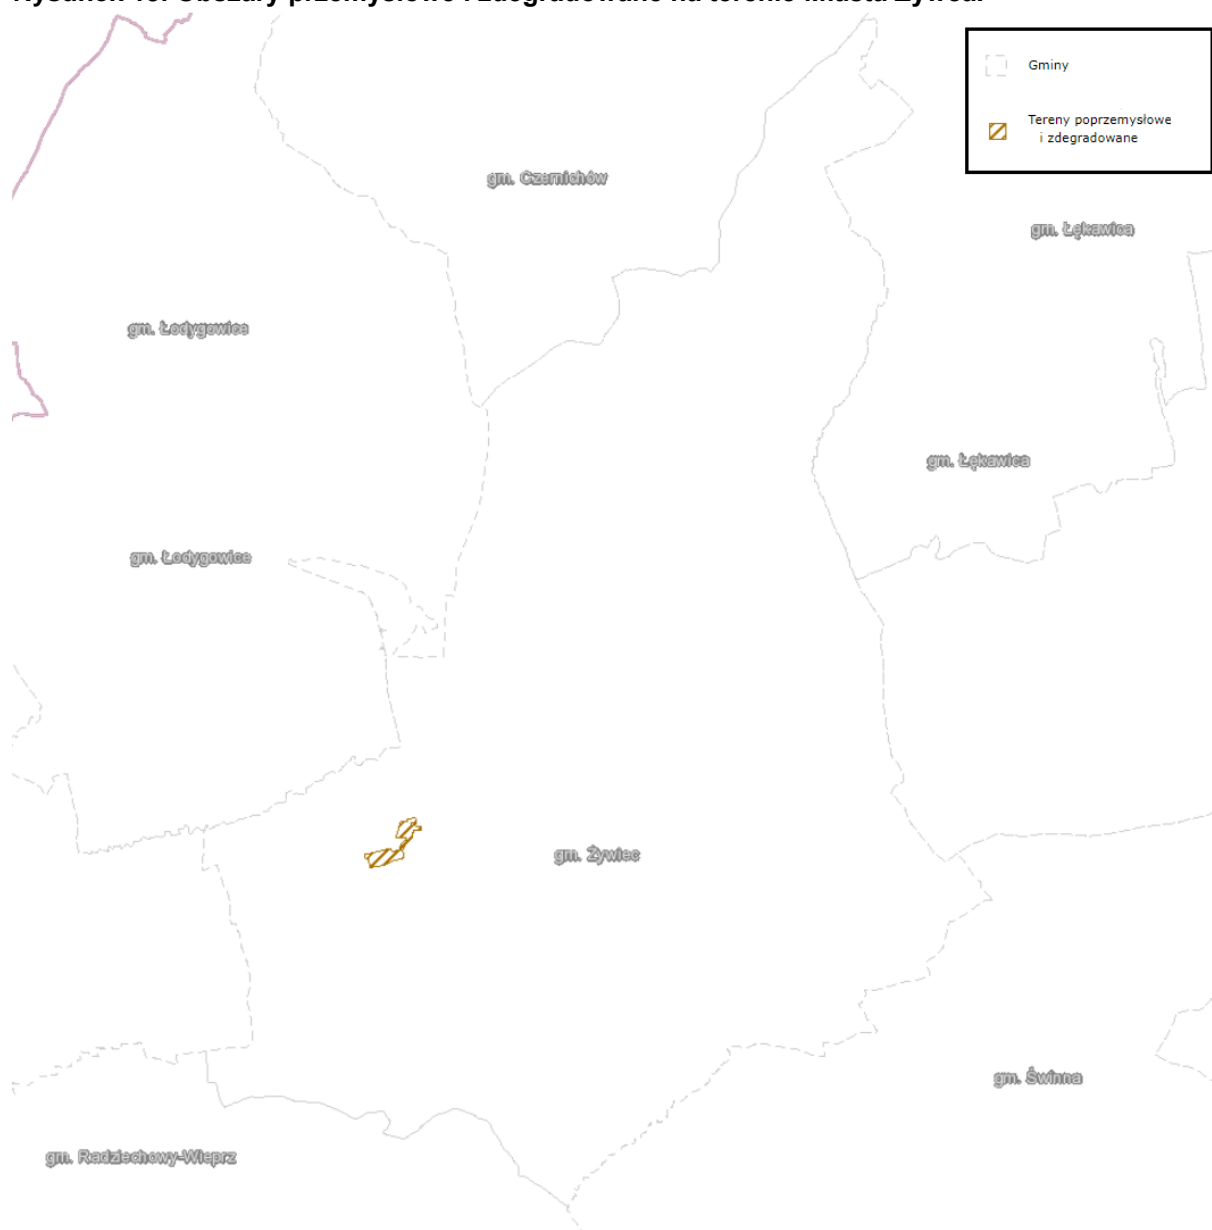 Gminy
Tereny poprzemysłowe
i zdegradowane
gm. Czernichów
gm. Łękawica
gm. Łodygowice
gm. Łękawica
gm. Łodygowice
gm. Żywiec
gm. Świnna
gm. Radziechowy-Wieprz